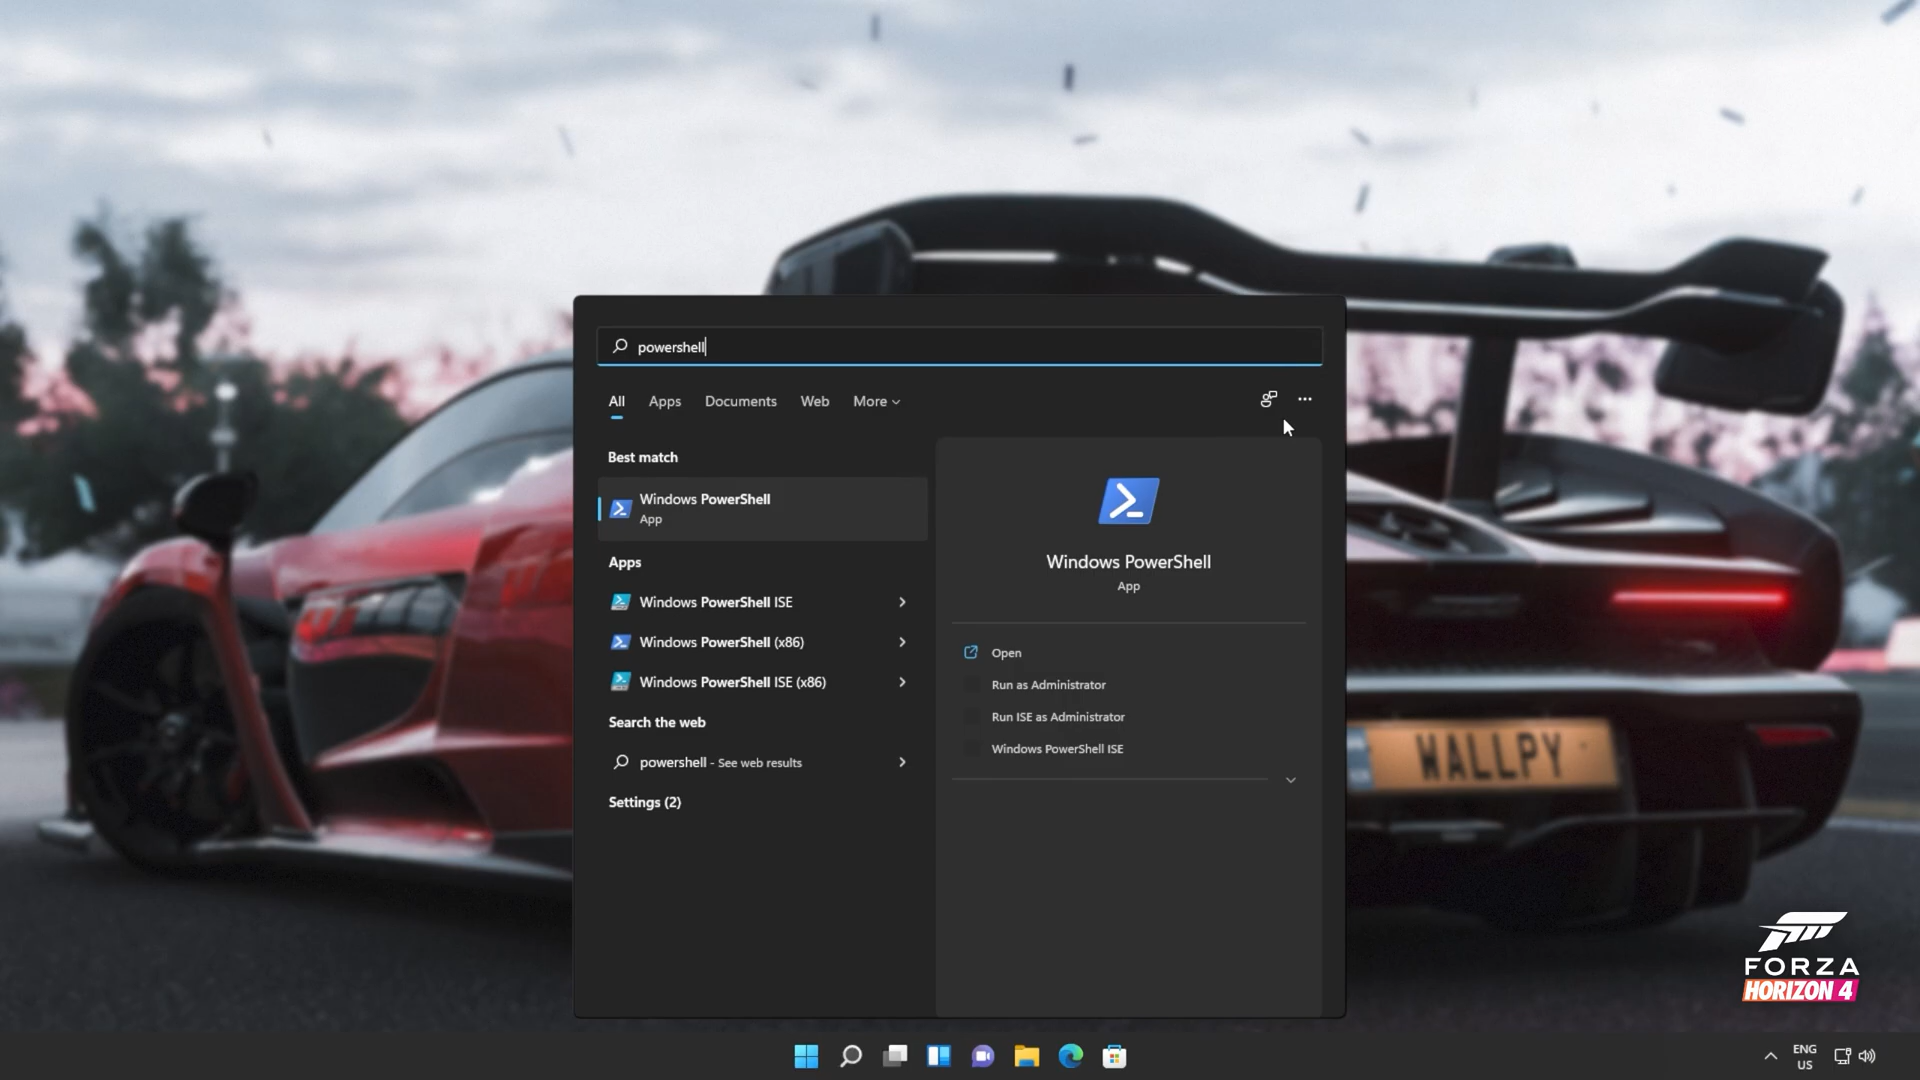 powershell
All Apps Documents Web More
Best match
Windows PowerShell
App
Apps
Windows PowerShell ISE
Windows PowerShell (x86)
Windows PowerShell ISE (x86)
Search the web
powershell - See web results
Settings (2)
Windows PowerShell
App
Open
Run as Administrator
Run ISE as Administrator
Windows PowerShell ISE
WALLPY
FORZA
HORIZON 4
ENG
US